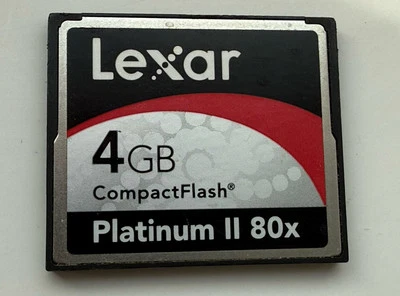 Lexar
4GB
CompactFlash®
Platinum II 80x